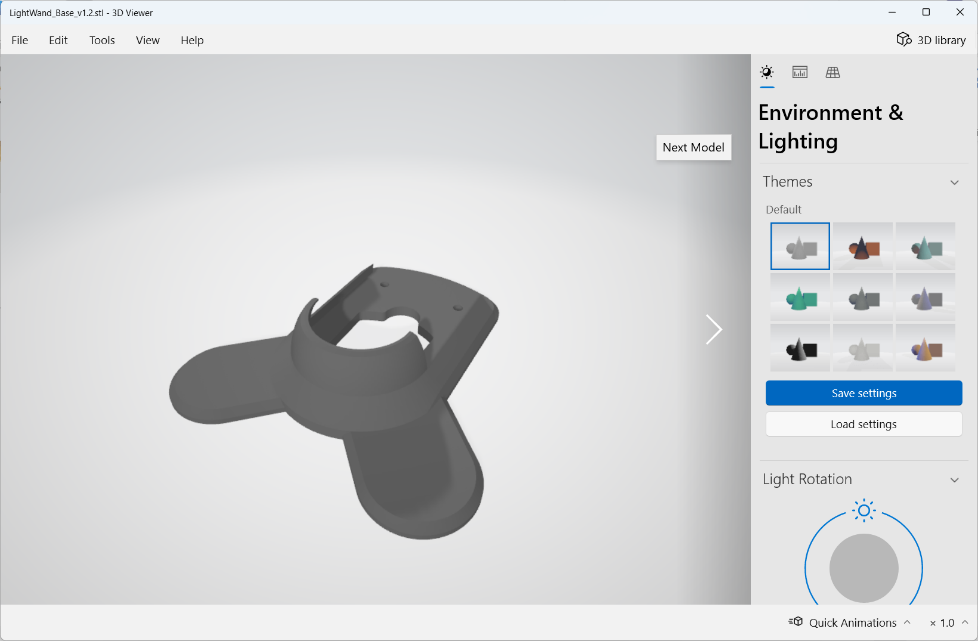 LightWand_Base_v1.2.stl - 3D Viewer
File Edit Tools View Help 3D library
Environment &
Lighting
Next Model
Themes
Default
Save settings
Load settings
Light Rotation
Quick Animations × 1.0